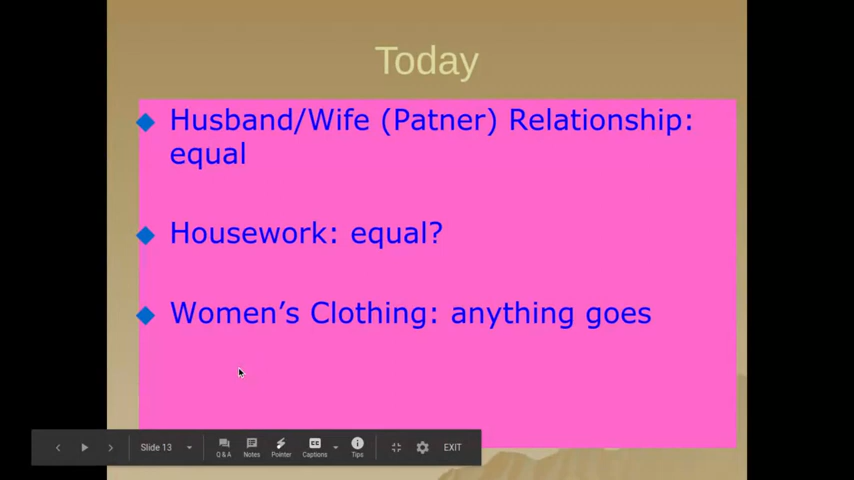 Today
Husband/Wife (Patner) Relationship:
equal
Housework: equal?
Women’s Clothing: anything goes
Slide 13
Q & A
Notes
Pointer
CC
Captions
Tips
EXIT